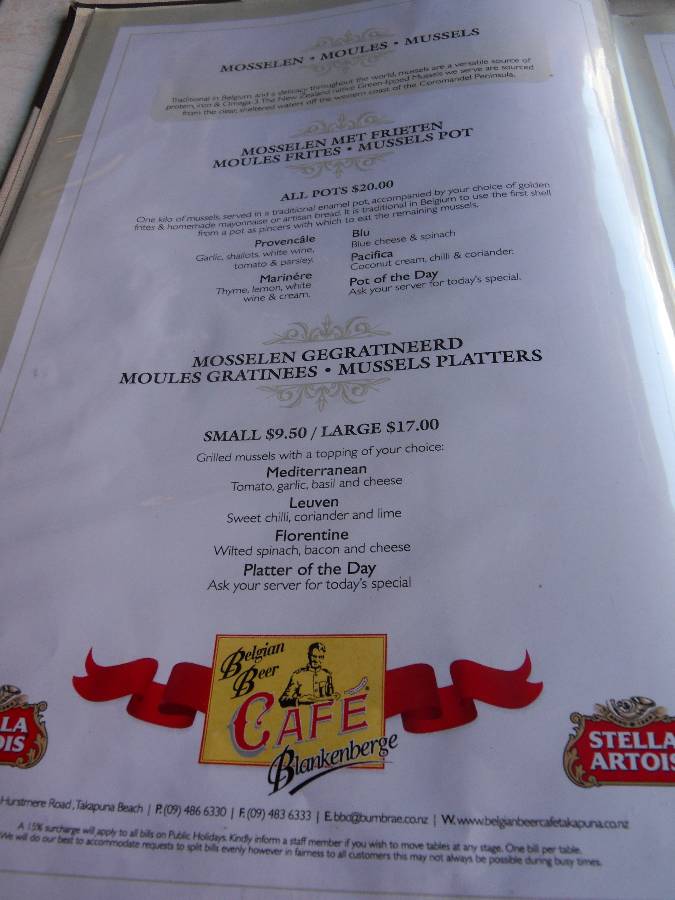 MOSSELEN • MOULES • MUSSELS
Traditional in Belgium and a delicacy throughout the world, mussels are a versatile source of
protein, iron & Omega-3. The New Zealand native Green-lipped Mussels we serve are sourced
from the clear, sheltered waters off the western coast of the Coromandel Peninsula.
MOSSELEN MET FRIETEN
MOULES FRITES • MUSSELS POT
ALL POTS $20.00
One kilo of mussels, served in a traditional enamel pot, accompanied by your choice of golden
frites & homemade mayonnaise or artisan bread. It is traditional in Belgium to use the first shell
from a pot as pincers with which to eat the remaining mussels.
Provencâle
Garlic, shallots, white wine,
tomato & parsley.
Marinére
Thyme, lemon, white
wine & cream.
Blu
Blue cheese & spinach
Pacifica
Coconut cream, chilli & coriander.
Pot of the Day
Ask your server for today's special.
MOSSELEN GEGRATINEERD
MOULES GRATINEES • MUSSELS PLATTERS
SMALL $9.50 / LARGE $17.00
Grilled mussels with a topping of your choice:
Mediterranean
Tomato, garlic, basil and cheese
Leuven
Sweet chilli, coriander and lime
Florentine
Wilted spinach, bacon and cheese
Platter of the Day
Ask your server for today's special
Belgian
Beer
CAFÉ
Blankenberge
LLA
OIS
STELLA
ARTOIS
Hurstmere Road, Takapuna Beach | P. (09) 486 6330 | F. (09) 483 6333 | E. bbc@bumbrae.co.nz | W. www.belgianbeercafetakapuna.co.nz
A 15% surcharge will apply to all bills on Public Holidays. Kindly inform a staff member if you wish to move tables at any stage. One bill per table.
We will do our best to accommodate requests to split bills evenly however in fairness to all customers this may not always be possible during busy times.